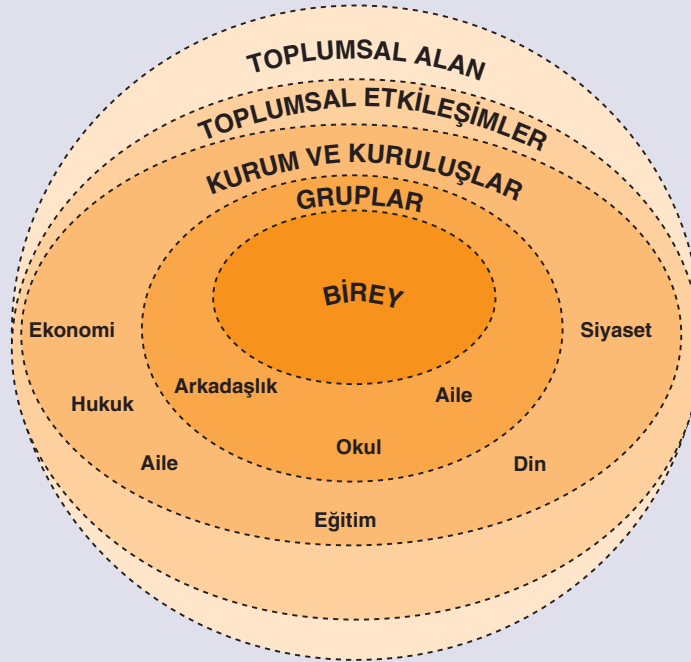 TOPLUMSAL ALAN
TOPLUMSAL ETKİLEŞİMLER
KURUM VE KURULUŞLAR
GRUPLAR
BİREY
Ekonomi
Siyaset
Arkadaşlık
Aile
Hukuk
Okul
Aile
Din
Eğitim